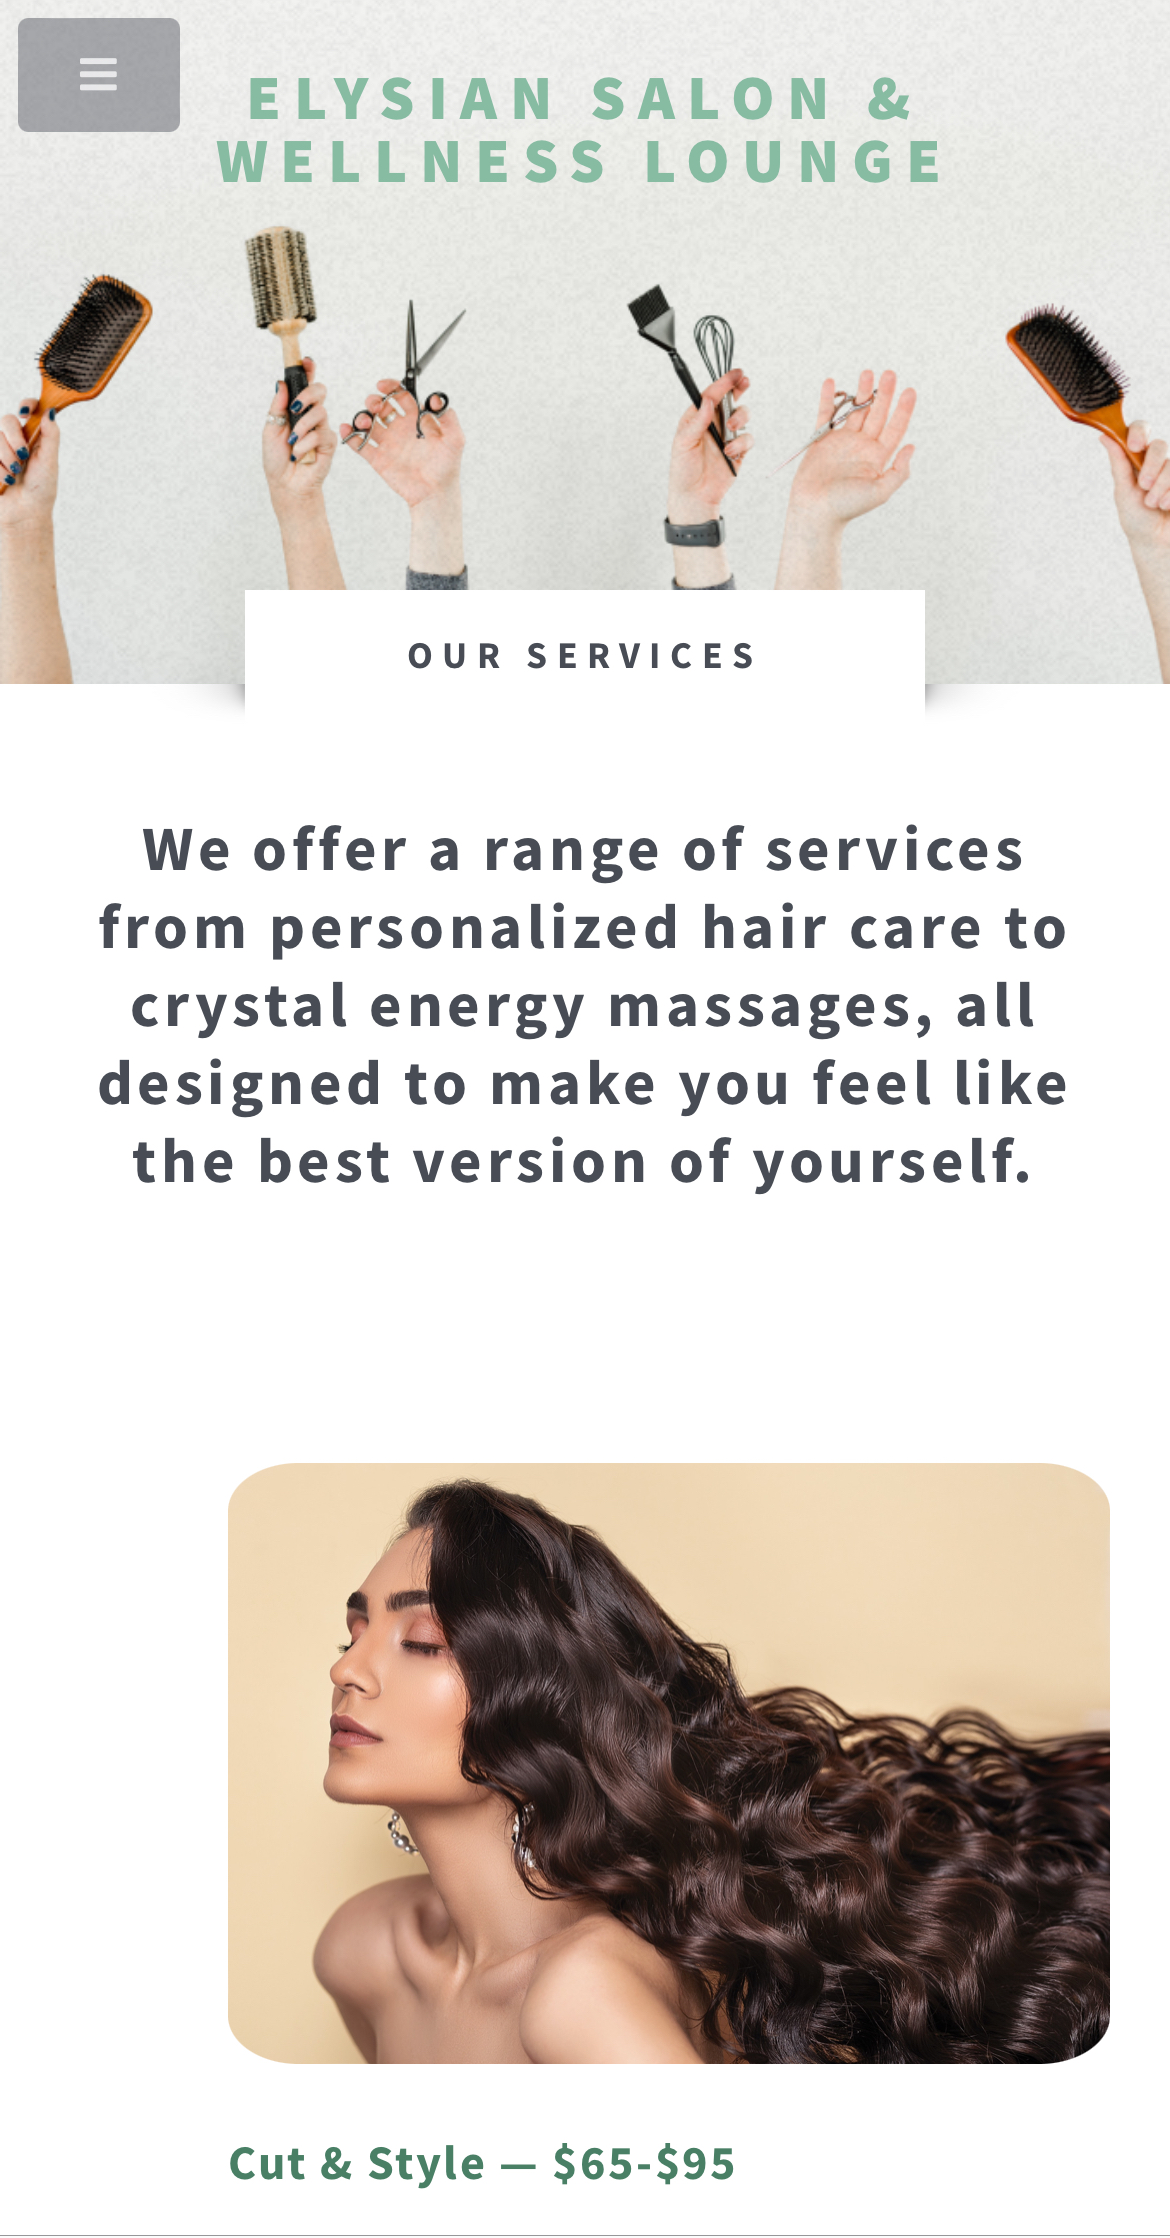 ELYSIAN SALON &
WELLNESS LOUNGE
OUR SERVICES
We offer a range of services
from personalized hair care to
crystal energy massages, all
designed to make you feel like
the best version of yourself.
Cut & Style — $65-$95